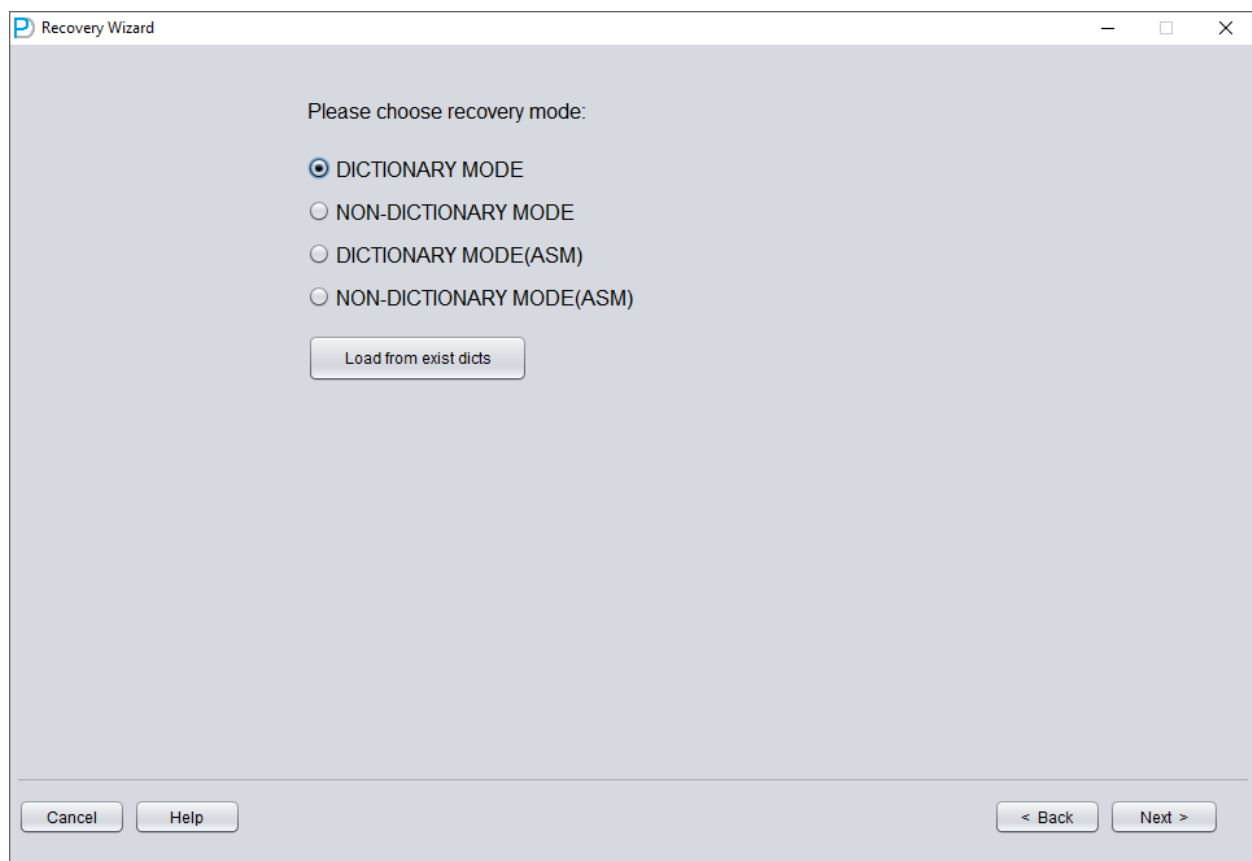 Recovery Wizard
Please choose recovery mode:
DICTIONARY MODE
NON-DICTIONARY MODE
DICTIONARY MODE(ASM)
NON-DICTIONARY MODE(ASM)
Load from exist dicts
Cancel Help < Back Next >